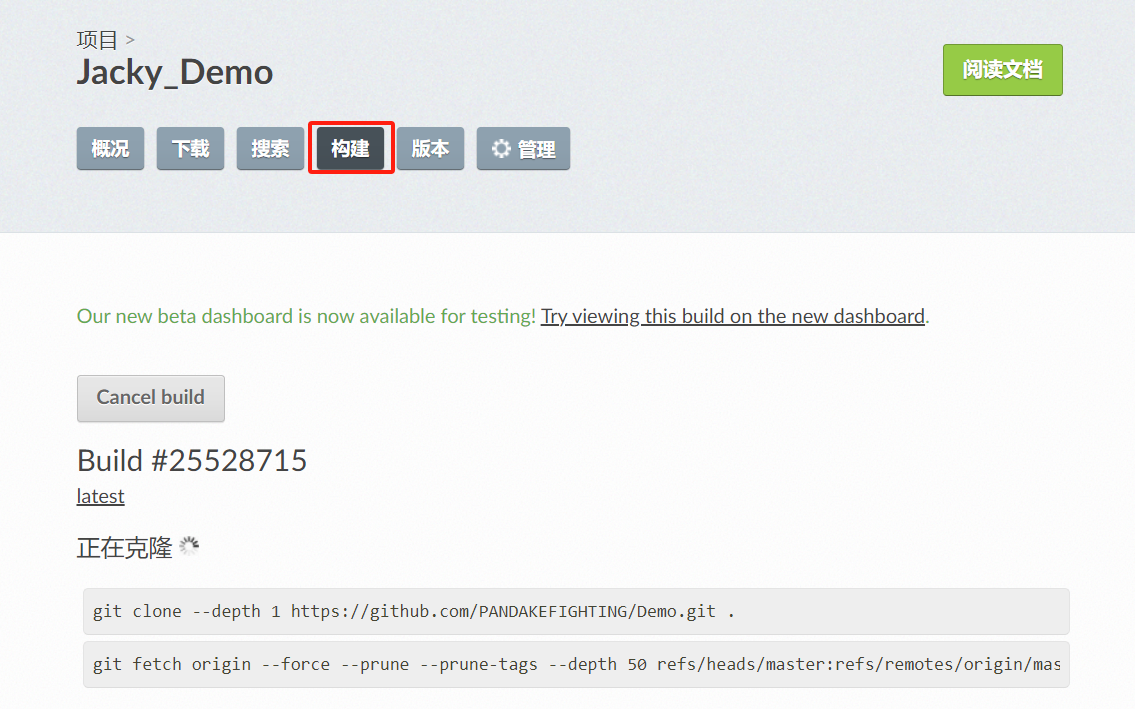 项目 >
Jacky_Demo
阅读文档
概况 下载 搜索 构建 版本 管理
Our new beta dashboard is now available for testing! Try viewing this build on the new dashboard.
Cancel build
Build #25528715
latest
正在克隆
git clone --depth 1 https://github.com/PANDAKEFIGHTING/Demo.git .
git fetch origin --force --prune --prune-tags --depth 50 refs/heads/master:refs/remotes/origin/mas